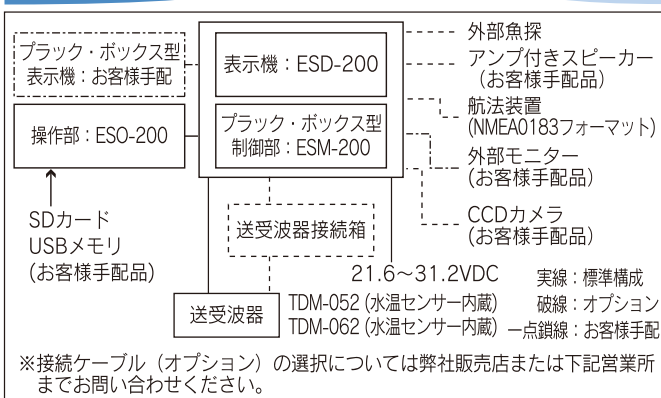 ブラック・ボックス型
表示機：お客様手配
表示機：ESD-200
操作部：ESO-200
ブラック・ボックス型
制御部：ESM-200
外部魚探
アンプ付きスピーカー
（お客様手配品）
航法装置
(NMEA0183フォーマット)
外部モニター
(お客様手配品)
CCDカメラ
(お客様手配品)
SDカード
USBメモリ
(お客様手配品)
送受波器接続箱
21.6～31.2VDC
送受波器
TDM-052 (水温センサー内蔵)
TDM-062 (水温センサー内蔵)
実線：標準構成
破線：オプション
一点鎖線：お客様手配
※接続ケーブル（オプション）の選択については弊社販売店または下記営業所
までお問い合わせください。